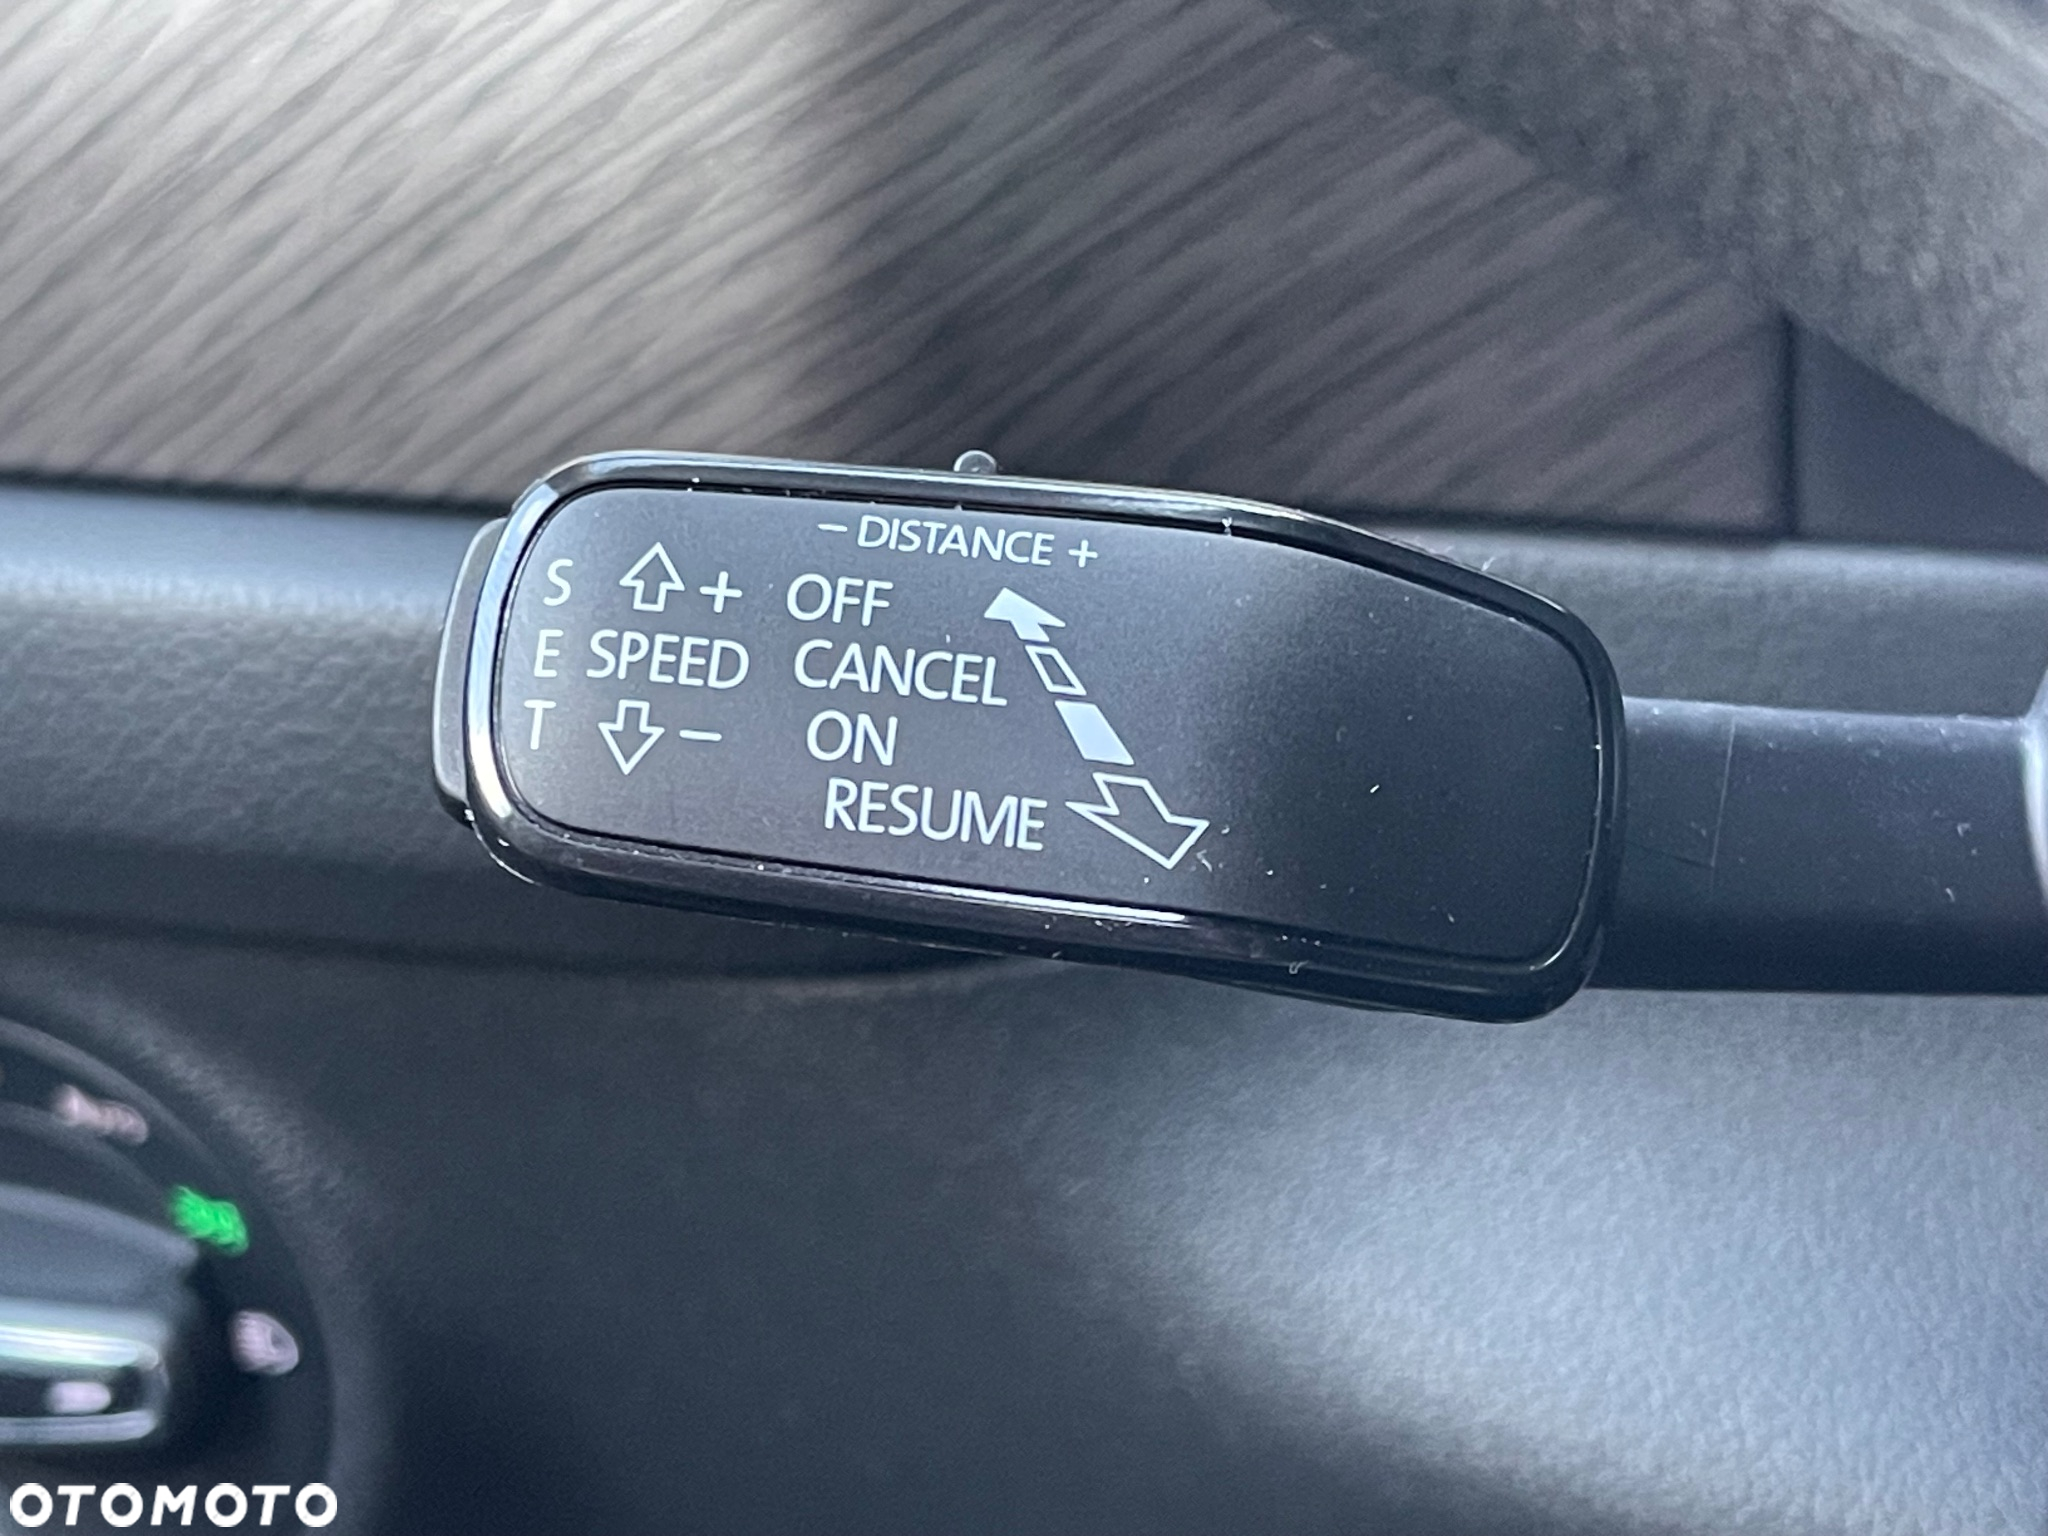 − DISTANCE +
S + OFF
E SPEED CANCEL
T − ON
RESUME
OTOMOTO